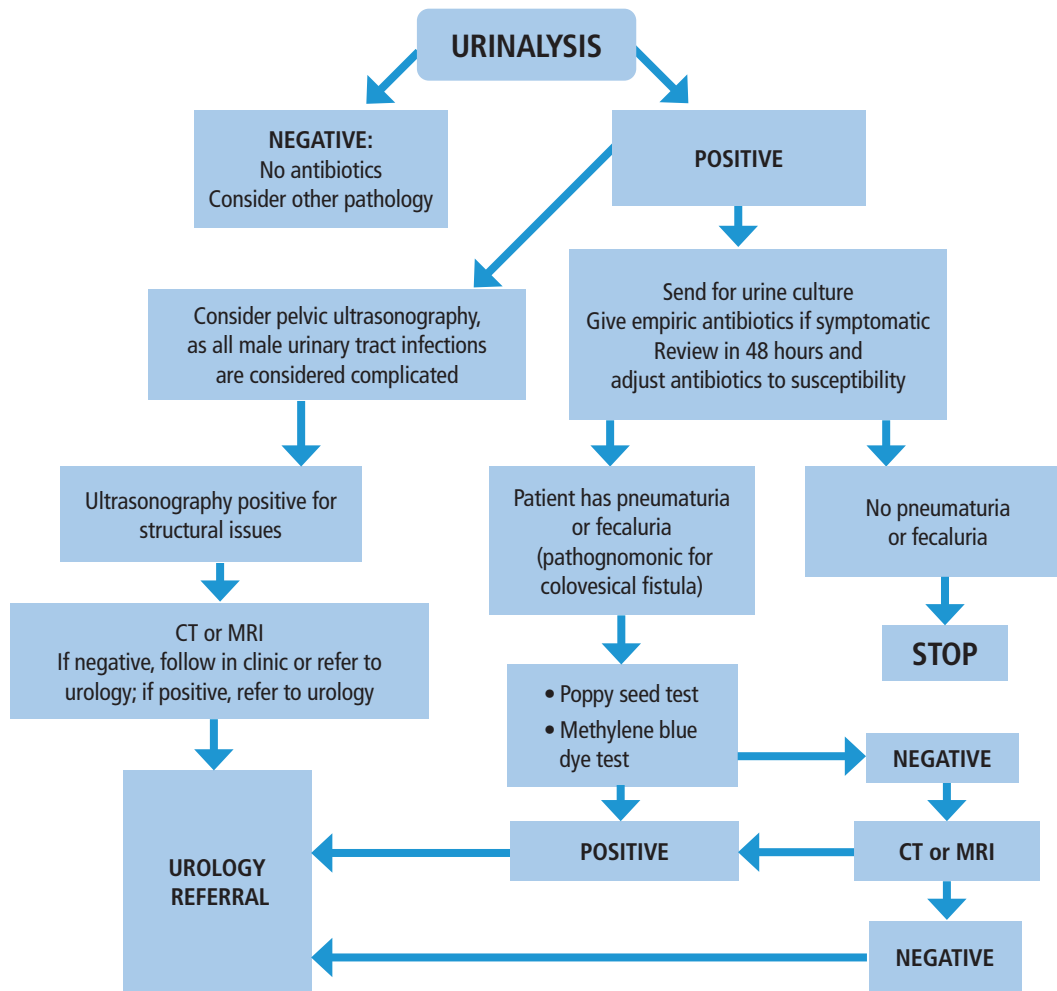 URINALYSIS
NEGATIVE:
No antibiotics
Consider other pathology
POSITIVE
Consider pelvic ultrasonography,
as all male urinary tract infections
are considered complicated
Send for urine culture
Give empiric antibiotics if symptomatic
Review in 48 hours and
adjust antibiotics to susceptibility
Ultrasonography positive for
structural issues
Patient has pneumaturia
or fecaluria
(pathognomonic for
colovesical fistula)
No pneumaturia
or fecaluria
CT or MRI
If negative, follow in clinic or refer to
urology; if positive, refer to urology
STOP
• Poppy seed test
• Methylene blue
dye test
NEGATIVE
UROLOGY
REFERRAL
POSITIVE
CT or MRI
NEGATIVE